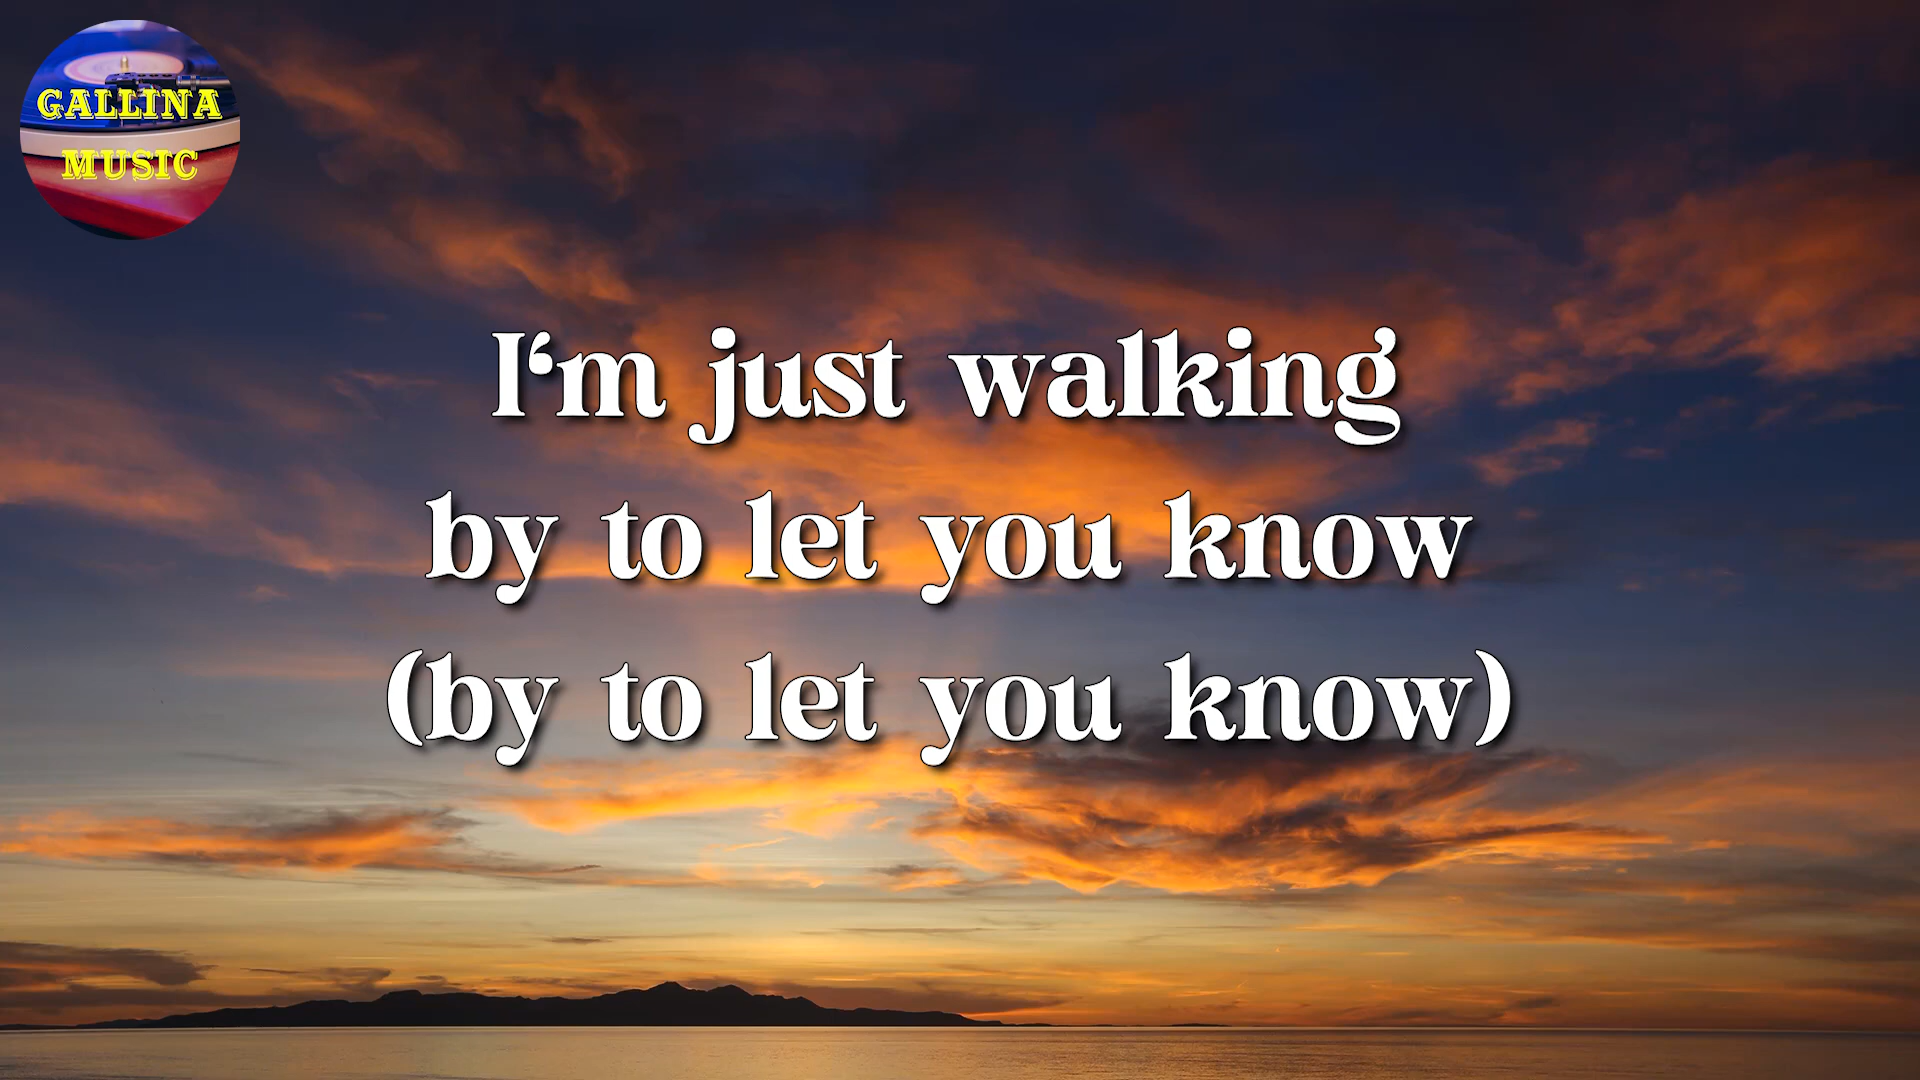 GALLINA
MUSIC
I‘m just walking
by to let you know
(by to let you know)